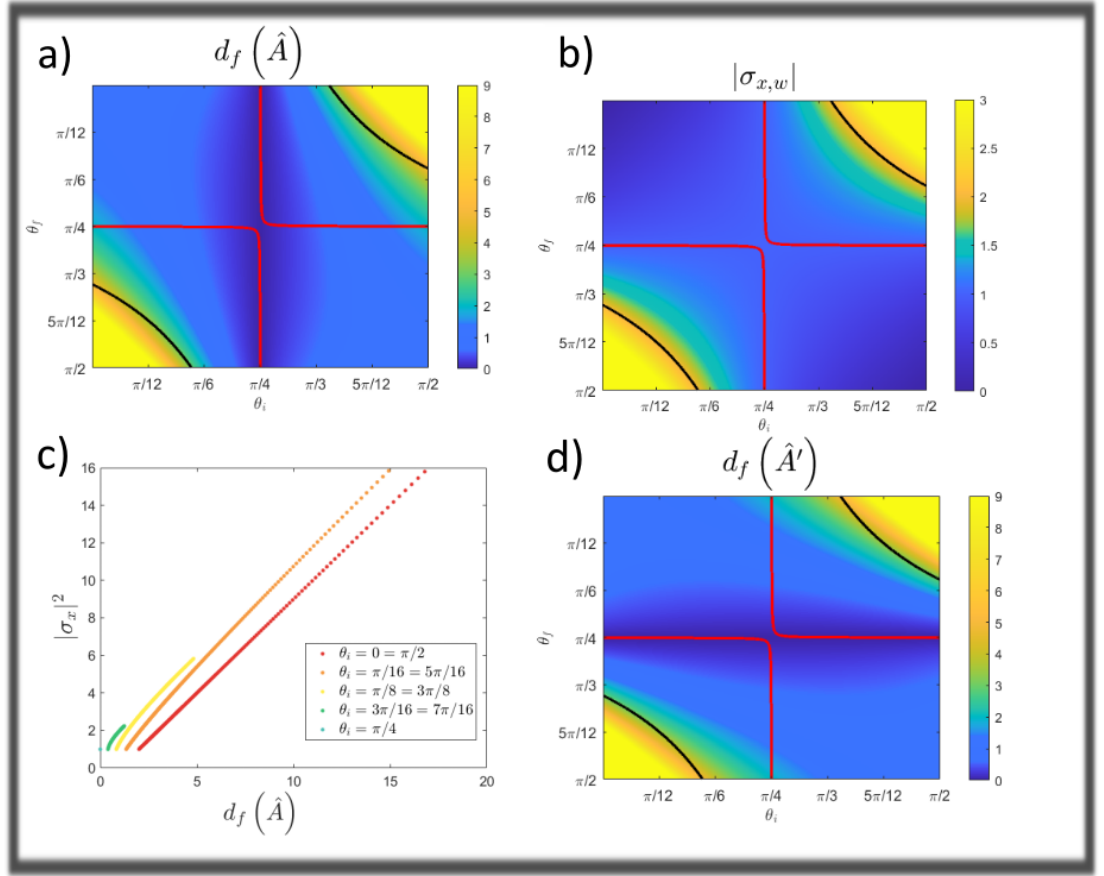 a)
d_f (Â)
π/12
π/6
π/4
π/3
5π/12
π/2
θ_f
π/12
π/6
π/4
π/3
5π/12
π/2
θ_i
9
8
7
6
5
4
3
2
1
0
b)
|σ_{x,w}|
π/12
π/6
π/4
π/3
5π/12
π/2
θ_f
π/12
π/6
π/4
π/3
5π/12
π/2
θ_i
3
2.5
2
1.5
1
0.5
0
c)
16
14
12
10
8
6
4
2
0
|σ_x|²
0
5
10
15
20
d_f (Â)
θ_i = 0 = π/2
θ_i = π/16 = 5π/16
θ_i = π/8 = 3π/8
θ_i = 3π/16 = 7π/16
θ_i = π/4
d)
d_f (Â′)
π/12
π/6
π/4
π/3
5π/12
π/2
θ_f
π/12
π/6
π/4
π/3
5π/12
π/2
θ_i
9
8
7
6
5
4
3
2
1
0